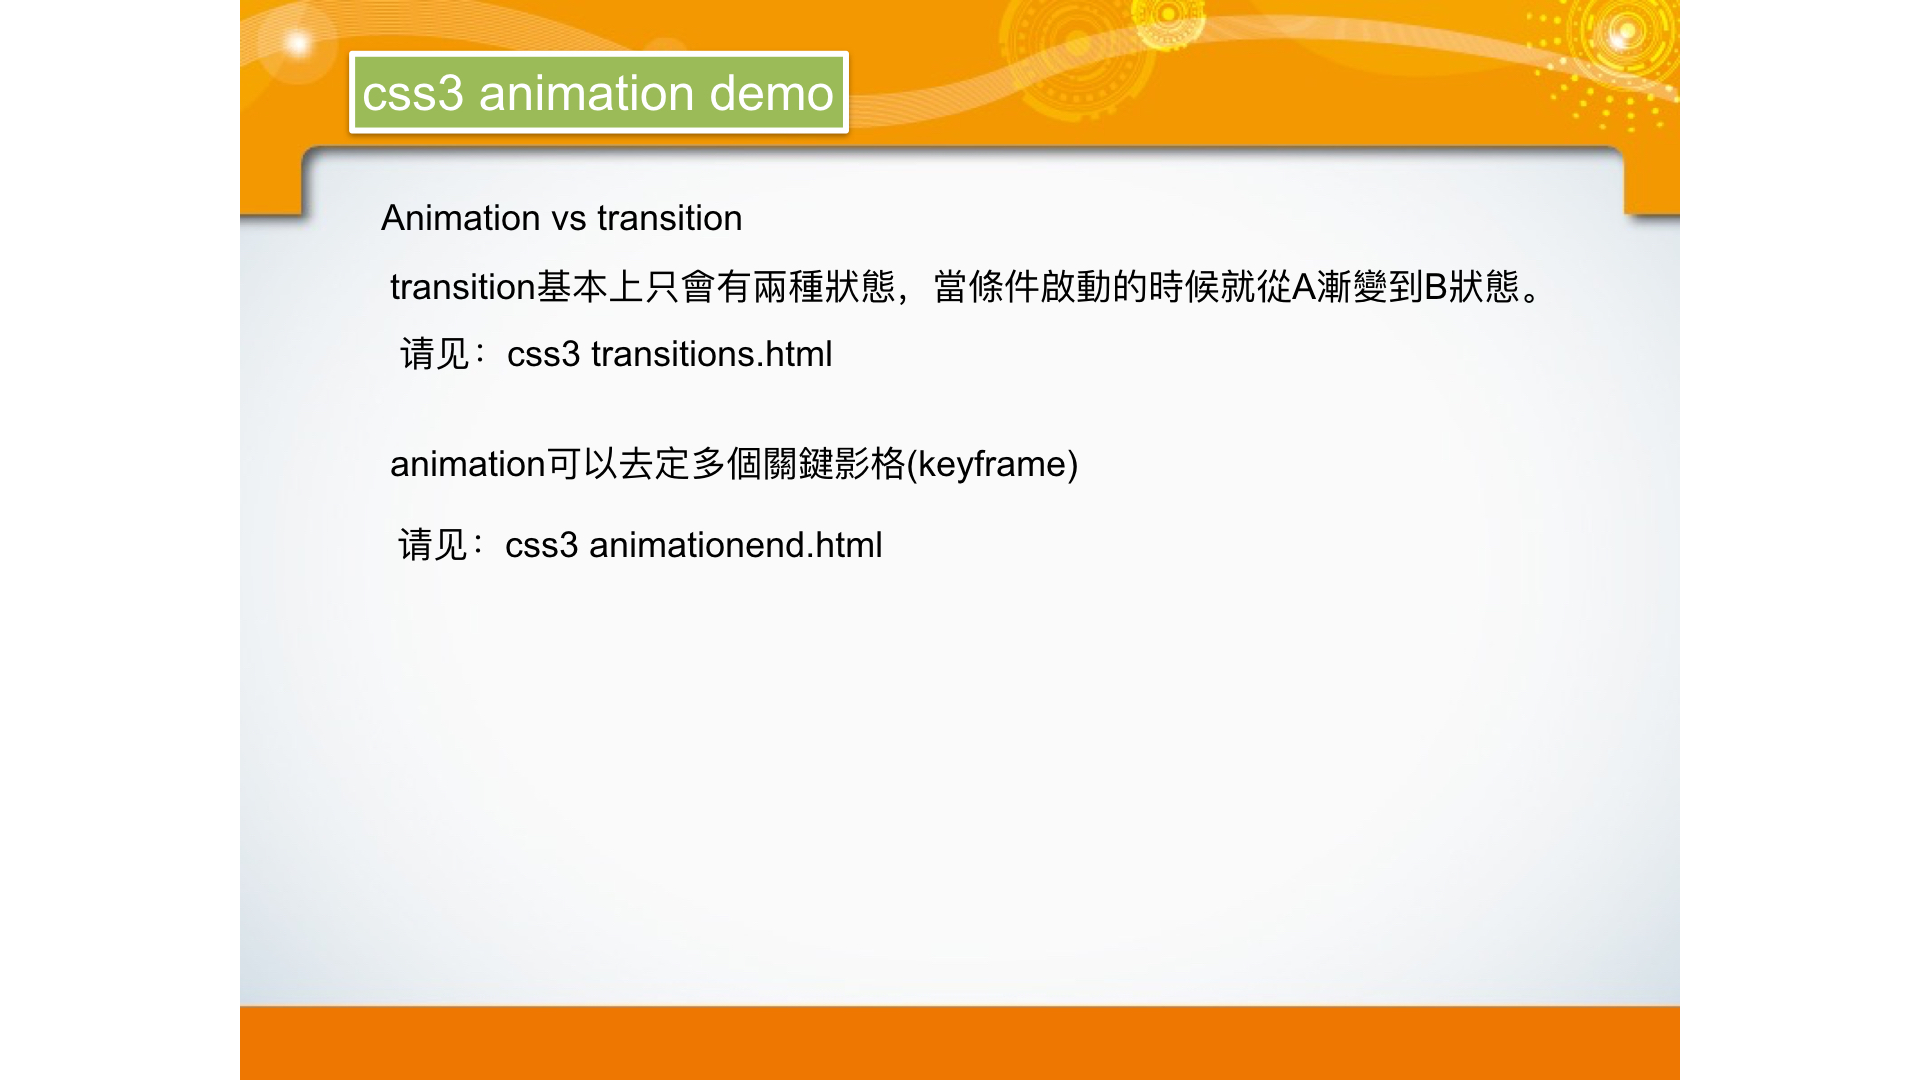 css3 animation demo
Animation vs transition
transition基本上只會有兩種狀態，當條件啟動的時候就從A漸變到B狀態。
请见：css3 transitions.html
animation可以去定多個關鍵影格(keyframe)
请见：css3 animationend.html